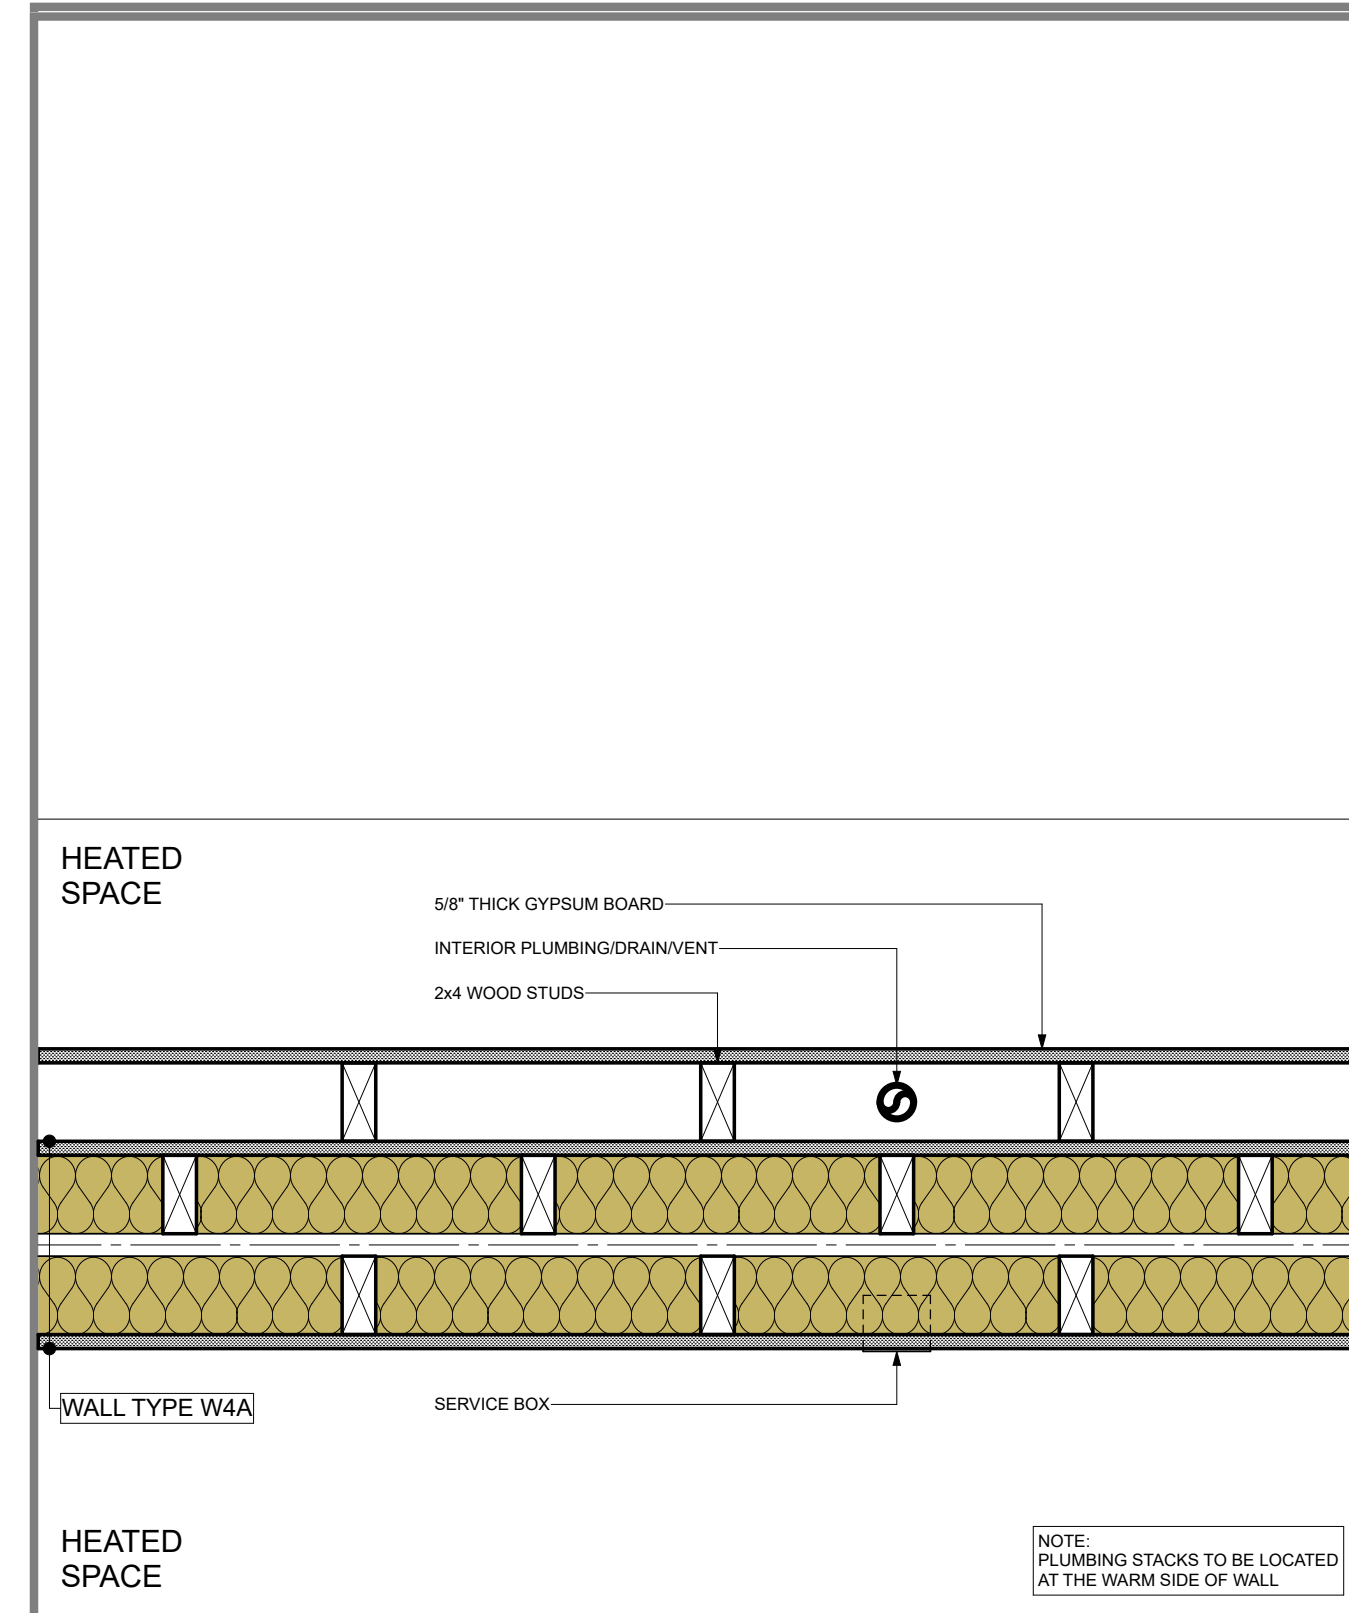 HEATED
SPACE
5/8" THICK GYPSUM BOARD
INTERIOR PLUMBING/DRAIN/VENT
2x4 WOOD STUDS
WALL TYPE W4A
SERVICE BOX
HEATED
SPACE
NOTE:
PLUMBING STACKS TO BE LOCATED
AT THE WARM SIDE OF WALL